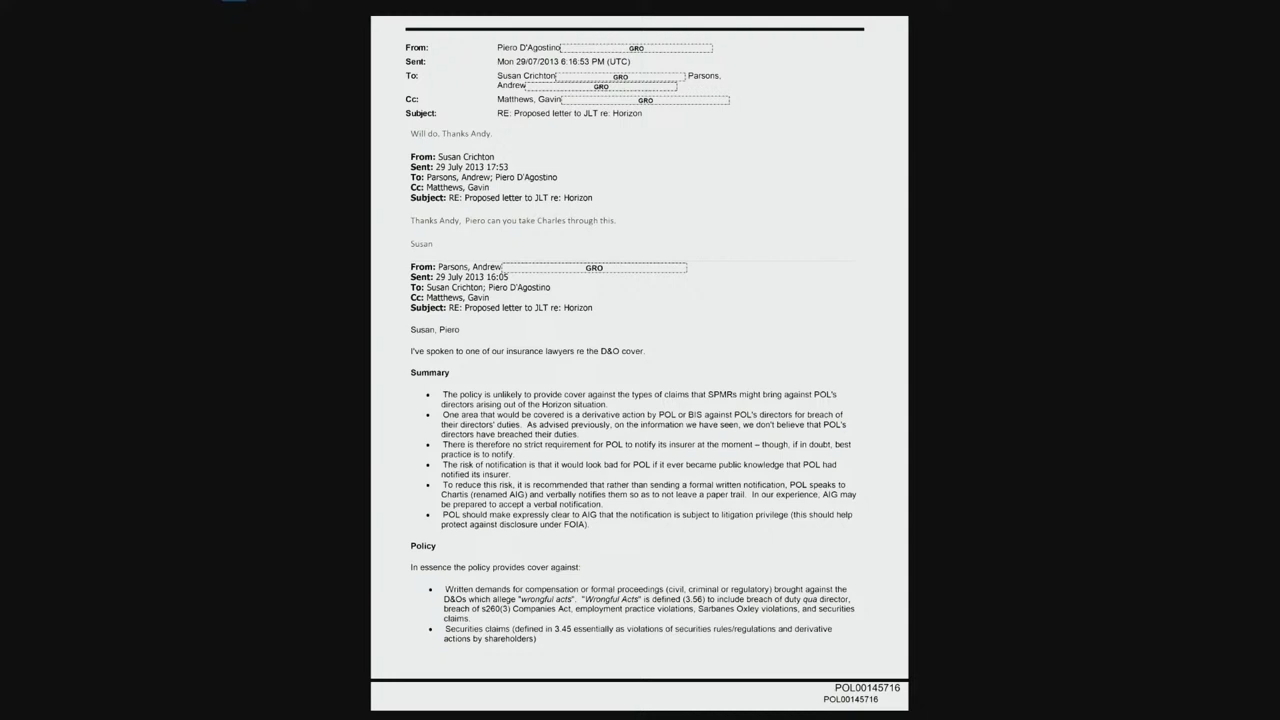 From: Piero D'Agostino GRO
Sent: Mon 29/07/2013 6:16:53 PM (UTC)
To: Susan Crichton GRO Parsons,
Andrew GRO
Cc: Matthews, Gavin GRO
Subject: RE: Proposed letter to JLT re: Horizon
Will do. Thanks Andy.
From: Susan Crichton
Sent: 29 July 2013 17:53
To: Parsons, Andrew; Piero D'Agostino
Cc: Matthews, Gavin
Subject: RE: Proposed letter to JLT re: Horizon
Thanks Andy, Piero can you take Charles through this.
Susan
From: Parsons, Andrew GRO
Sent: 29 July 2013 16:05
To: Susan Crichton; Piero D'Agostino
Cc: Matthews, Gavin
Subject: RE: Proposed letter to JLT re: Horizon
Susan, Piero
I've spoken to one of our insurance lawyers re the D&O cover.
Summary
• The policy is unlikely to provide cover against the types of claims that SPMRs might bring against POL's
directors arising out of the Horizon situation.
• One area that would be covered is a derivative action by POL or BIS against POL's directors for breach of
their directors' duties. As advised previously, on the information we have seen, we don't believe that POL's
directors have breached their duties.
• There is therefore no strict requirement for POL to notify its insurer at the moment – though, if in doubt, best
practice is to notify.
• The risk of notification is that it would look bad for POL if it ever became public knowledge that POL had
notified its insurer.
• To reduce this risk, it is recommended that rather than sending a formal written notification, POL speaks to
Chartis (renamed AIG) and verbally notifies them so as to not leave a paper trail. In our experience, AIG may
be prepared to accept a verbal notification.
• POL should make expressly clear to AIG that the notification is subject to litigation privilege (this should help
protect against disclosure under FOIA).
Policy
In essence the policy provides cover against:
• Written demands for compensation or formal proceedings (civil, criminal or regulatory) brought against the
D&Os which allege "wrongful acts". "Wrongful Acts" is defined (3.56) to include breach of duty qua director,
breach of s260(3) Companies Act, employment practice violations, Sarbanes Oxley violations, and securities
claims.
• Securities claims (defined in 3.45 essentially as violations of securities rules/regulations and derivative
actions by shareholders)
POL00145716
POL00145716